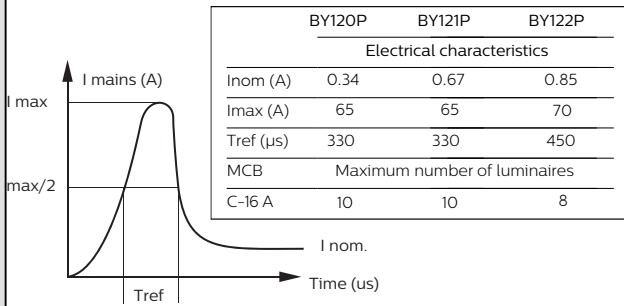 BY120P BY121P BY122P
Electrical characteristics
Inom (A) 0.34 0.67 0.85
Imax (A) 65 65 70
Tref (µs) 330 330 450
MCB Maximum number of luminaires
C-16 A 10 10 8
I mains (A)
I max
max/2
I nom.
Time (us)
Tref